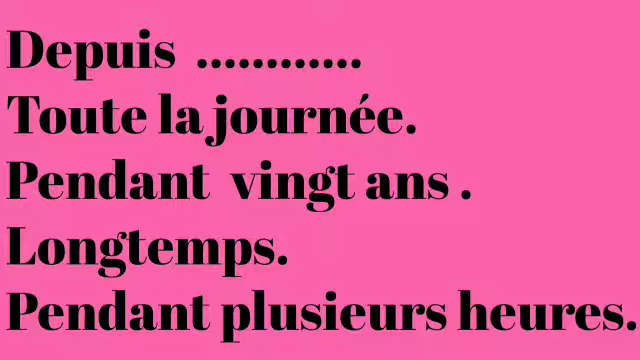 Depuis ............
Toute la journée.
Pendant vingt ans .
Longtemps.
Pendant plusieurs heures.